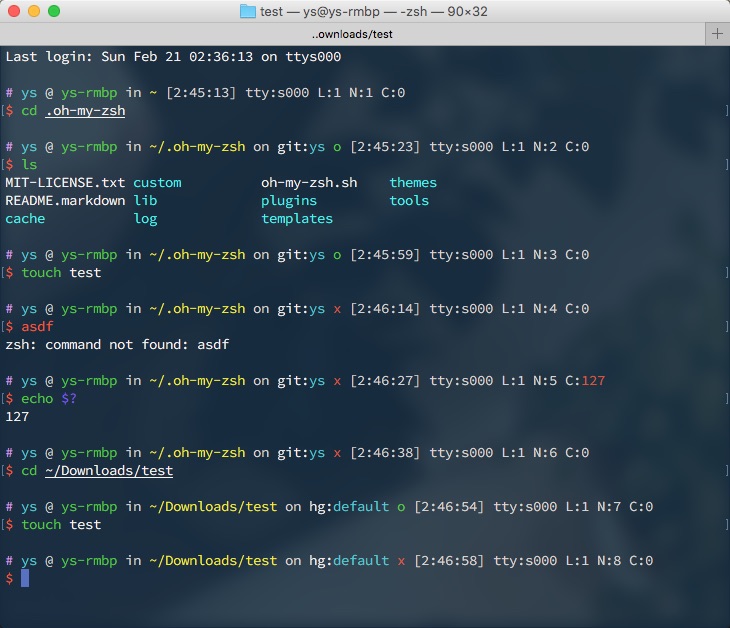 test — ys@ys-rmbp — -zsh — 90×32
..ownloads/test
Last login: Sun Feb 21 02:36:13 on ttys000
# ys @ ys-rmbp in ~ [2:45:13] tty:s000 L:1 N:1 C:0
[$ cd .oh-my-zsh ]
# ys @ ys-rmbp in ~/.oh-my-zsh on git:ys o [2:45:23] tty:s000 L:1 N:2 C:0
[$ ls ]
MIT-LICENSE.txt custom oh-my-zsh.sh themes
README.markdown lib plugins tools
cache log templates
# ys @ ys-rmbp in ~/.oh-my-zsh on git:ys o [2:45:59] tty:s000 L:1 N:3 C:0
[$ touch test ]
# ys @ ys-rmbp in ~/.oh-my-zsh on git:ys x [2:46:14] tty:s000 L:1 N:4 C:0
[$ asdf ]
zsh: command not found: asdf
# ys @ ys-rmbp in ~/.oh-my-zsh on git:ys x [2:46:27] tty:s000 L:1 N:5 C:127
[$ echo $? ]
127
# ys @ ys-rmbp in ~/.oh-my-zsh on git:ys x [2:46:38] tty:s000 L:1 N:6 C:0
[$ cd ~/Downloads/test ]
# ys @ ys-rmbp in ~/Downloads/test on hg:default o [2:46:54] tty:s000 L:1 N:7 C:0
[$ touch test ]
# ys @ ys-rmbp in ~/Downloads/test on hg:default x [2:46:58] tty:s000 L:1 N:8 C:0
$